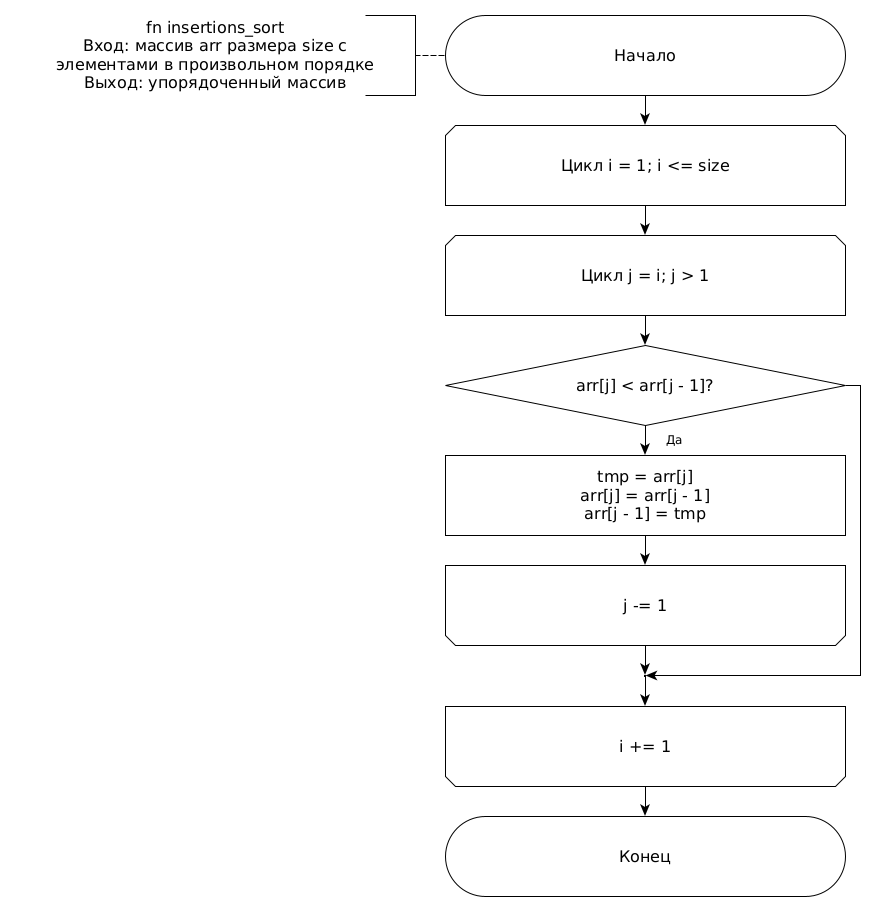 fn insertions_sort
Вход: массив arr размера size с
элементами в произвольном порядке
Выход: упорядоченный массив
Начало
Цикл i = 1; i <= size
Цикл j = i; j > 1
arr[j] < arr[j - 1]?
Да
tmp = arr[j]
arr[j] = arr[j - 1]
arr[j - 1] = tmp
j -= 1
i += 1
Конец